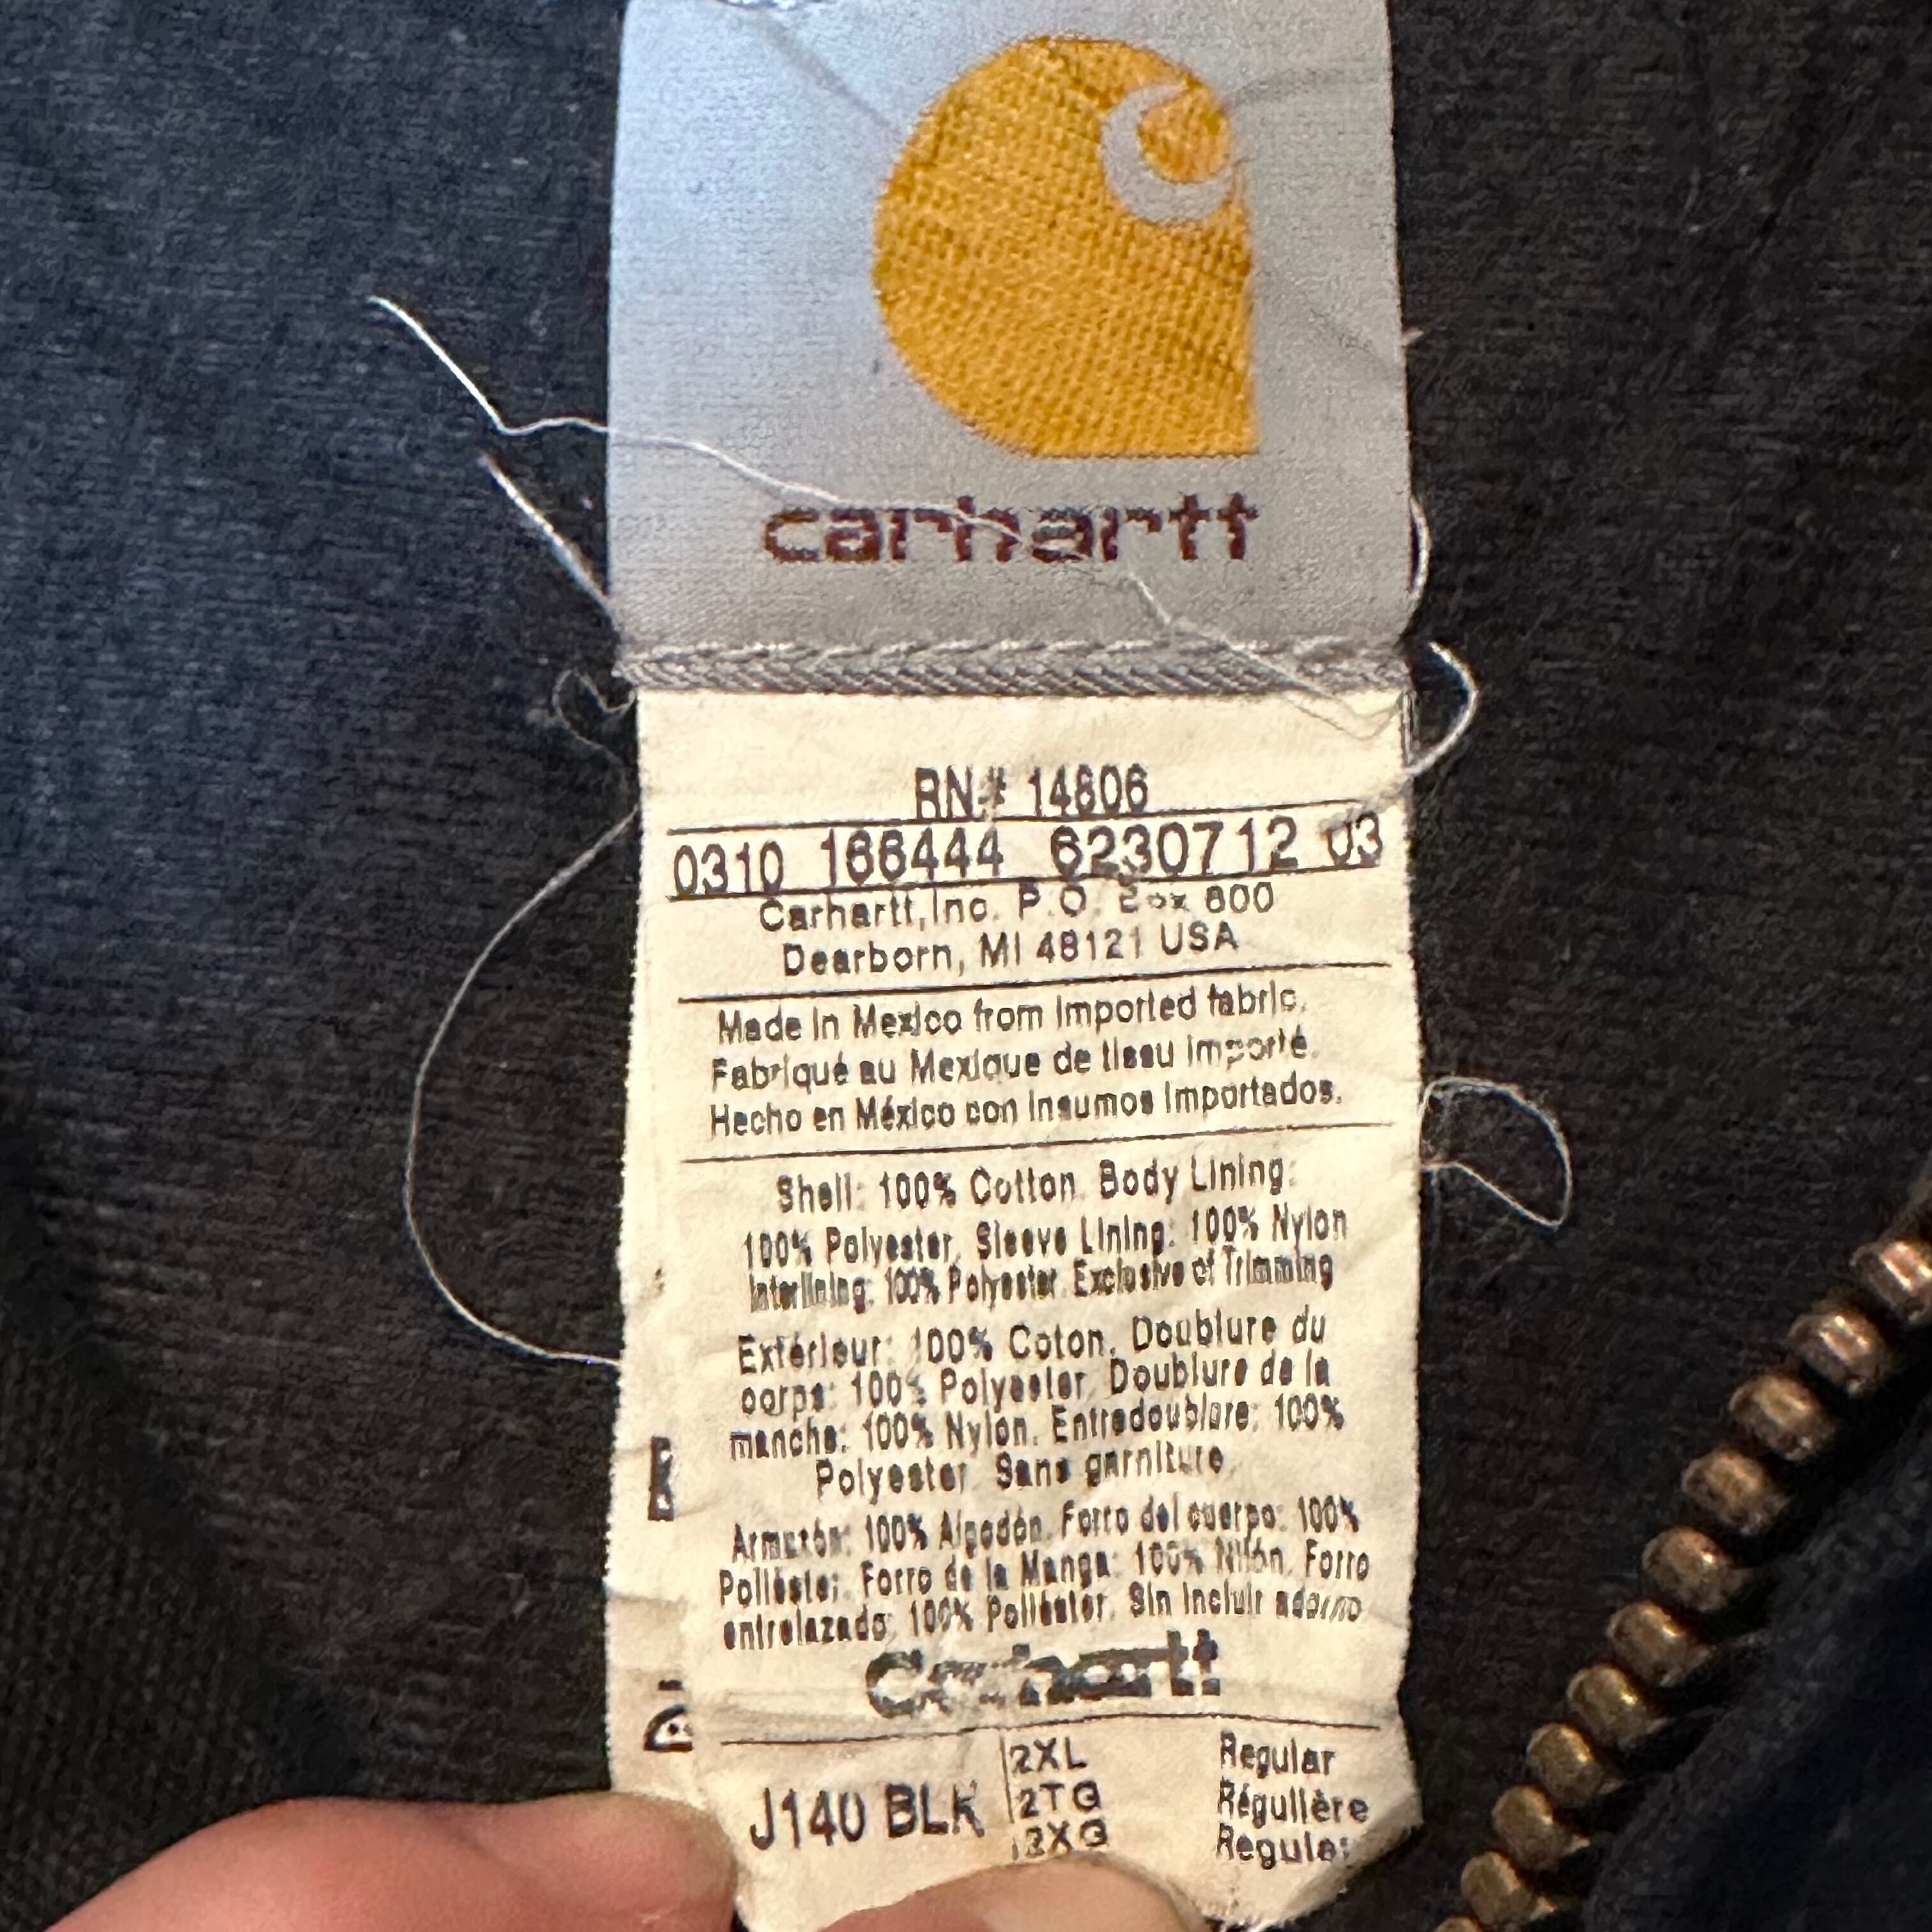 carhartt
RN# 14806
0310 166444 6230712 03
Carhartt, Inc. P.O. Box 800
Dearborn, MI 48121 USA
Made in Mexico from imported fabric.
Fabriqué au Mexique de tissu importé.
Hecho en México con insumos importados.
Shell: 100% Cotton. Body Lining:
100% Polyester, Sleeve Lining: 100% Nylon
Interlining: 100% Polyester. Exclusive of Trimming
Extérieur: 100% Coton. Doublure du
corps: 100% Polyester. Doublure de la
manche: 100% Nylon. Entredoublure: 100%
Polyester. Sans garniture.
Armazón: 100% Algodón. Forro del cuerpo: 100%
Poliéster. Forro de la Manga: 100% Nilón. Forro
entrelazado: 100% Poliéster. Sin incluir adorno
Carhartt
J140 BLK
2XL Regular
2TG Régulière
2XG Regular